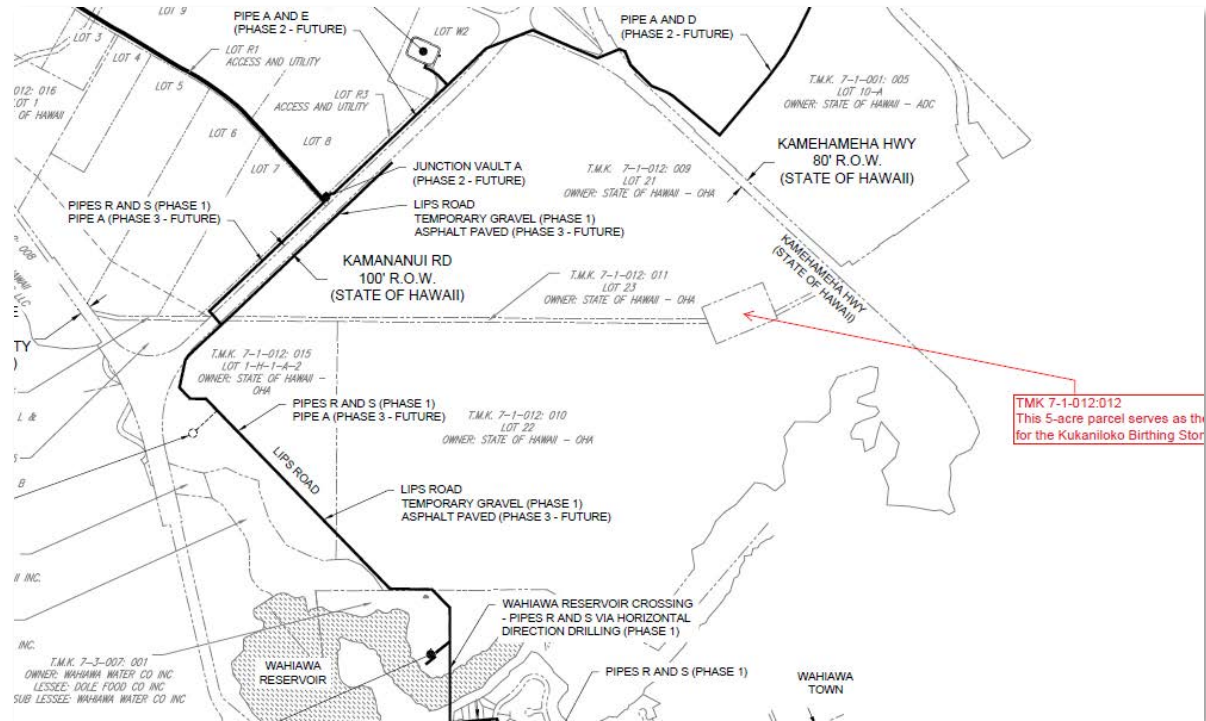 LOT 9
LOT 3
LOT 4
LOT 5
LOT 6
LOT 7
LOT 8
PIPE A AND E
(PHASE 2 - FUTURE)
LOT R1
ACCESS AND UTILITY
LOT W2
LOT R3
ACCESS AND UTILITY
PIPE A AND D
(PHASE 2 - FUTURE)
T.M.K. 7-1-001: 005
LOT 10-A
OWNER: STATE OF HAWAII - ADC
012: 016
LOT 1
OF HAWAII
KAMEHAMEHA HWY
80' R.O.W.
(STATE OF HAWAII)
JUNCTION VAULT A
(PHASE 2 - FUTURE)
T.M.K. 7-1-012: 009
LOT 21
OWNER: STATE OF HAWAII - OHA
PIPES R AND S (PHASE 1)
PIPE A (PHASE 3 - FUTURE)
LIPS ROAD
TEMPORARY GRAVEL (PHASE 1)
ASPHALT PAVED (PHASE 3 - FUTURE)
KAMANANUI RD
100' R.O.W.
(STATE OF HAWAII)
KAMEHAMEHA HWY
(STATE OF HAWAII)
T.M.K. 7-1-012: 011
LOT 23
OWNER: STATE OF HAWAII - OHA
: 008
LLC
TY
)
T.M.K. 7-1-012: 015
LOT 1-H-1-A-2
OWNER: STATE OF HAWAII -
OHA
PIPES R AND S (PHASE 1)
PIPE A (PHASE 3 - FUTURE)
T.M.K. 7-1-012: 010
LOT 22
OWNER: STATE OF HAWAII - OHA
TMK 7-1-012:012
This 5-acre parcel serves as the
for the Kukaniloko Birthing
L &
B
LIPS ROAD
LIPS ROAD
TEMPORARY GRAVEL (PHASE 1)
ASPHALT PAVED (PHASE 3 - FUTURE)
INC.
INC.
WAHIAWA RESERVOIR CROSSING
- PIPES R AND S VIA HORIZONTAL
DIRECTION DRILLING (PHASE 1)
T.M.K. 7-3-007: 001
OWNER: WAHIAWA WATER CO INC
LESSEE: DOLE FOOD CO INC
SUB LESSEE: WAHIAWA WATER CO INC
WAHIAWA
RESERVOIR
PIPES R AND S (PHASE 1)
WAHIAWA
TOWN